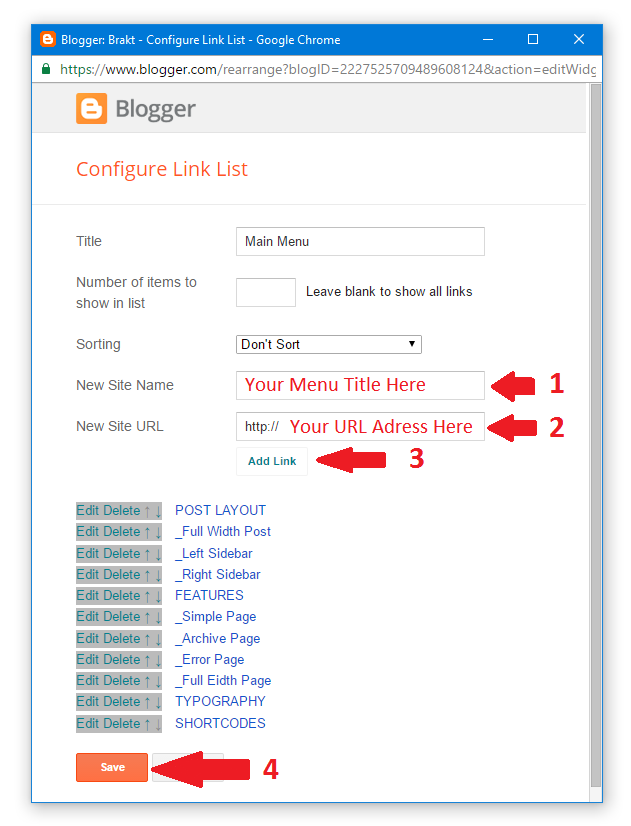 Blogger: Brakt - Configure Link List - Google Chrome
https://www.blogger.com/rearrange?blogID=2227525709489608124&action=editWidg
Blogger
Configure Link List
Title Main Menu
Number of items to
show in list
Leave blank to show all links
Sorting Don't Sort
New Site Name Your Menu Title Here 1
New Site URL http:// Your URL Adress Here 2
Add Link 3
Edit Delete ↑ ↓ POST LAYOUT
Edit Delete ↑ ↓ _Full Width Post
Edit Delete ↑ ↓ _Left Sidebar
Edit Delete ↑ ↓ _Right Sidebar
Edit Delete ↑ ↓ FEATURES
Edit Delete ↑ ↓ _Simple Page
Edit Delete ↑ ↓ _Archive Page
Edit Delete ↑ ↓ _Error Page
Edit Delete ↑ ↓ _Full Eidth Page
Edit Delete ↑ ↓ TYPOGRAPHY
Edit Delete ↑ ↓ SHORTCODES
Save 4